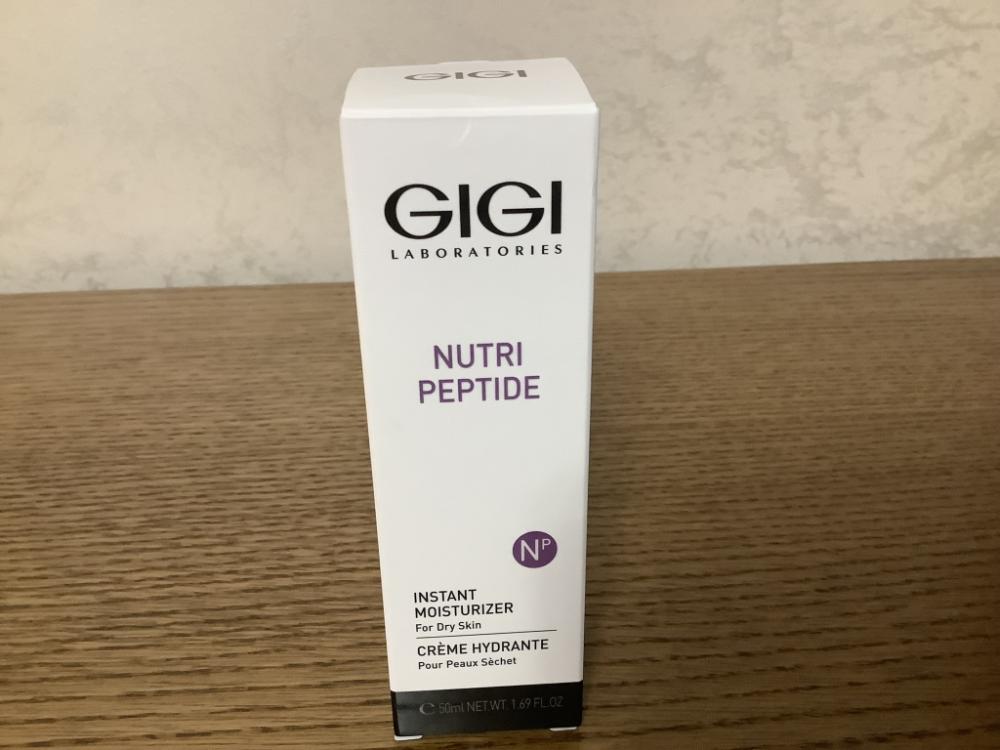 GIGI
GIGI
LABORATORIES
NUTRI
PEPTIDE
NP
INSTANT
MOISTURIZER
For Dry Skin
CRÈME HYDRANTE
Pour Peaux Sèchet
50ml NET.WT. 1.69 FL.OZ